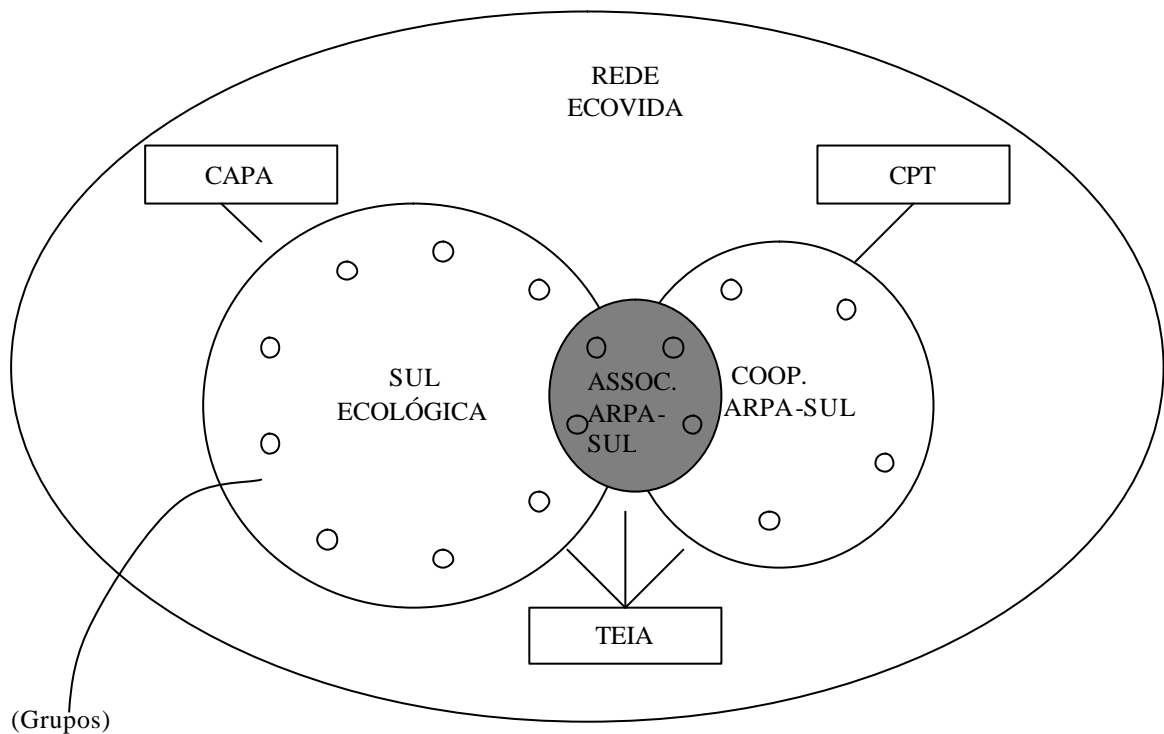 REDE
ECOVIDA
CAPA
CPT
SUL
ECOLÓGICA
ASSOC.
ARPA-
SUL
COOP.
ARPA-SUL
TEIA
(Grupos)